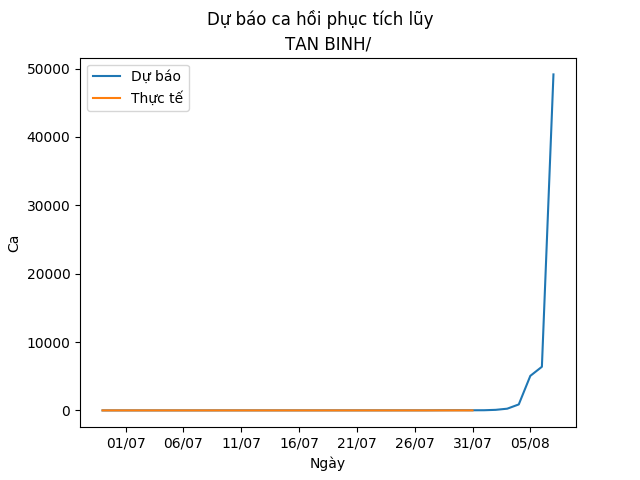 Dự báo ca hồi phục tích lũy
TAN BINH/
Dự báo
Thực tế
50000
40000
30000
20000
10000
0
Ca
01/07 06/07 11/07 16/07 21/07 26/07 31/07 05/08
Ngày